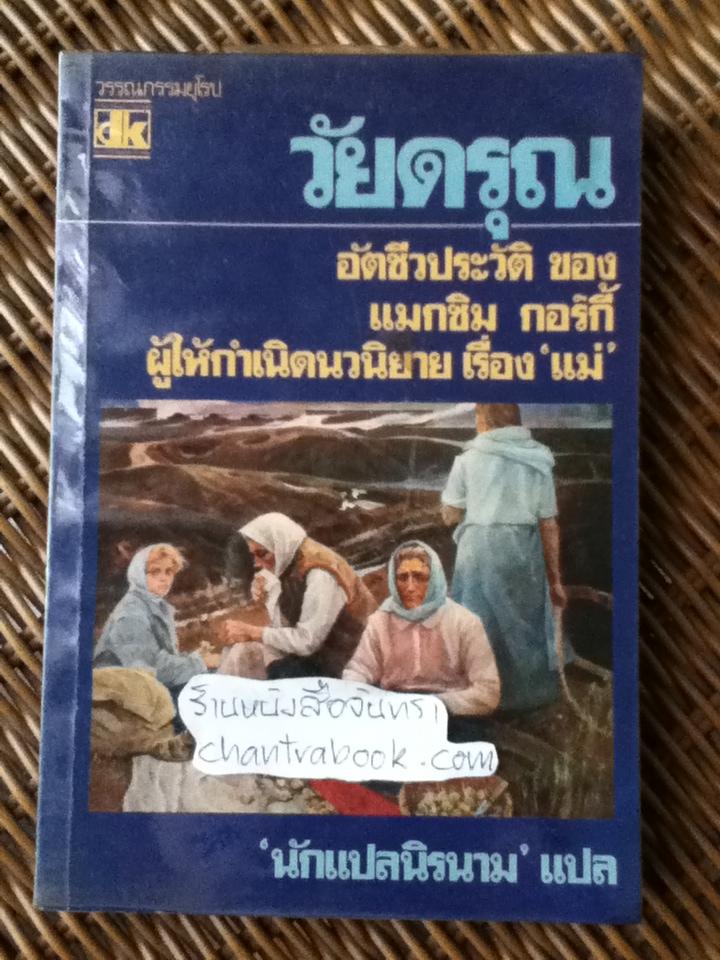 วรรณกรรมยุโรป
dk
วัยดรุณ
อัตชีวประวัติ ของ
แมกซิม กอร์กี้
ผู้ให้กำเนิดนวนิยาย เรื่อง 'แม่'
ร้านหนังสือจันทรา
chantrabook.com
'นักแปลนิรนาม' แปล